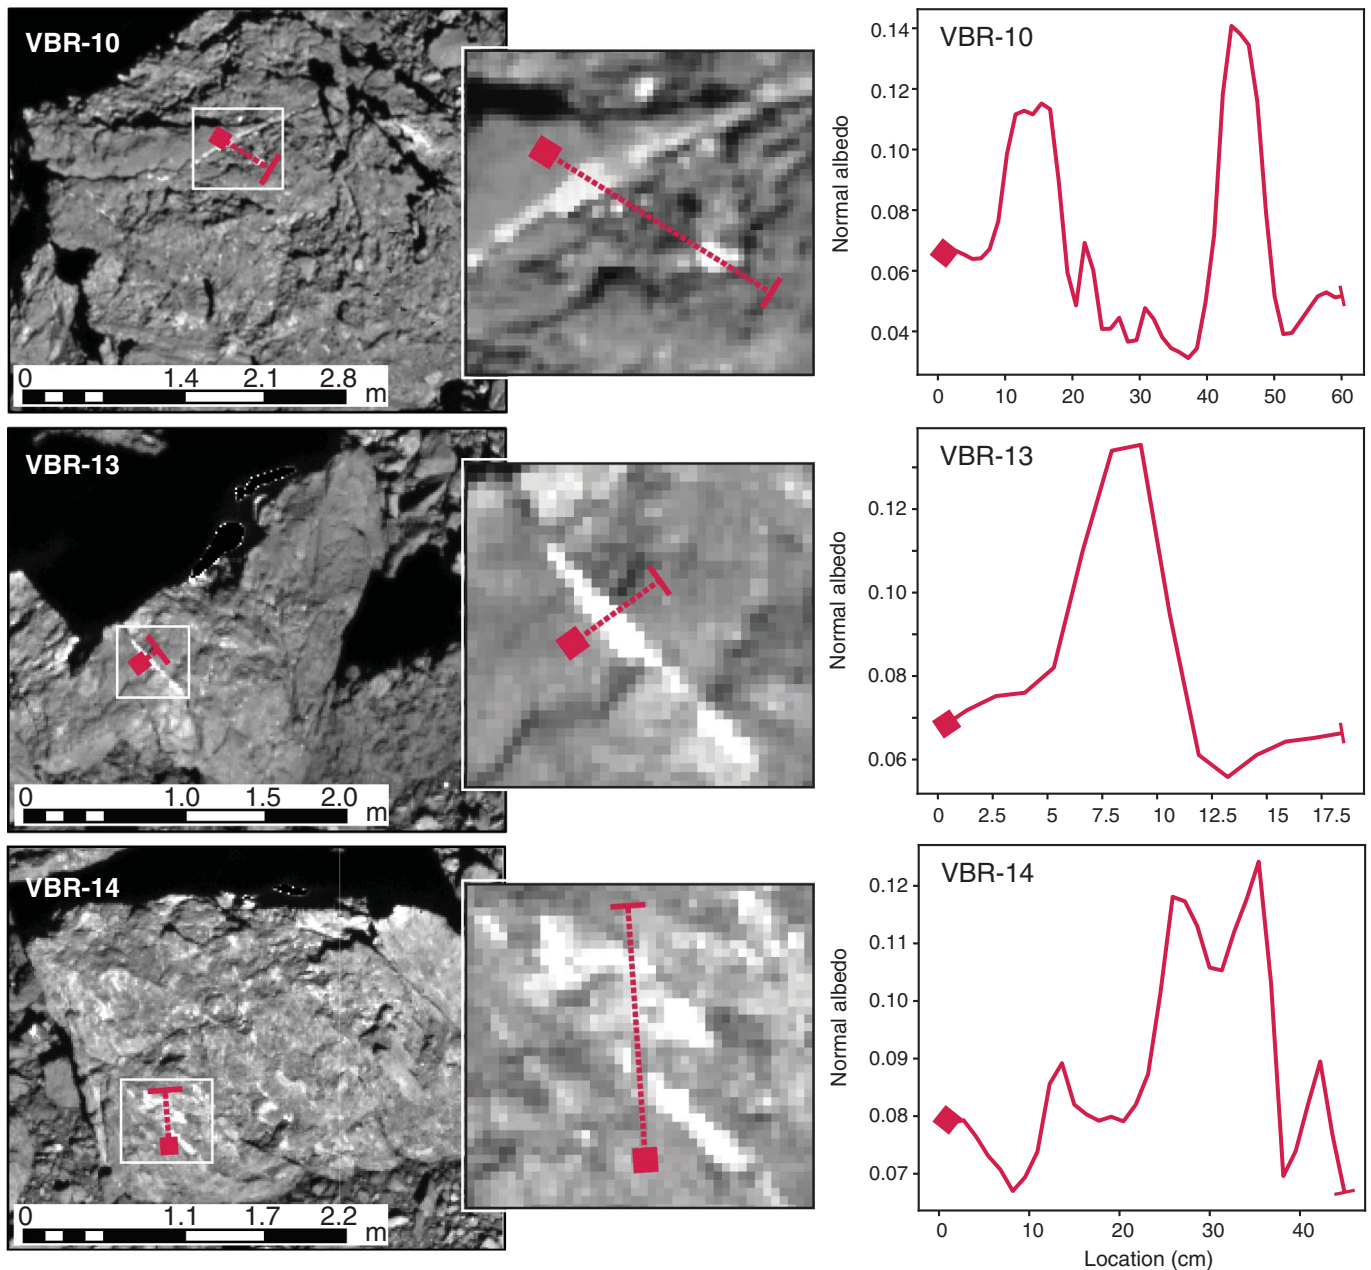 VBR-10
0 1.4 2.1 2.8
m
VBR-10
Normal albedo
0.14
0.12
0.10
0.08
0.06
0.04
0 10 20 30 40 50 60
VBR-13
0 1.0 1.5 2.0
m
VBR-13
Normal albedo
0.12
0.10
0.08
0.06
0 2.5 5 7.5 10 12.5 15 17.5
VBR-14
0 1.1 1.7 2.2
m
VBR-14
Normal albedo
0.12
0.11
0.10
0.09
0.08
0.07
0 10 20 30 40
Location (cm)